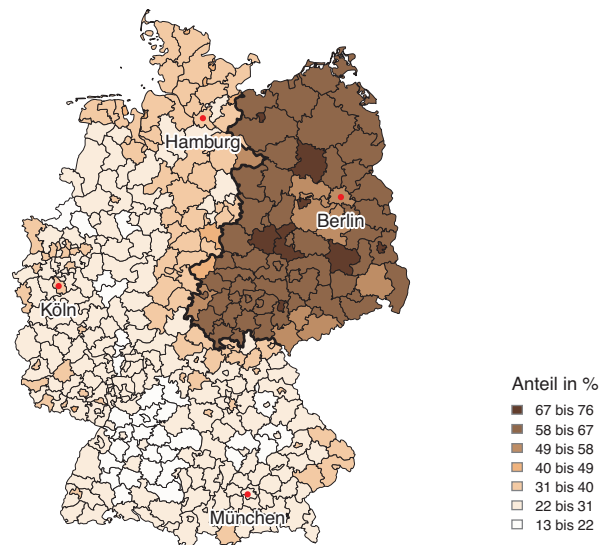 Hamburg
Berlin
Köln
München
Anteil in %
67 bis 76
58 bis 67
49 bis 58
40 bis 49
31 bis 40
22 bis 31
13 bis 22